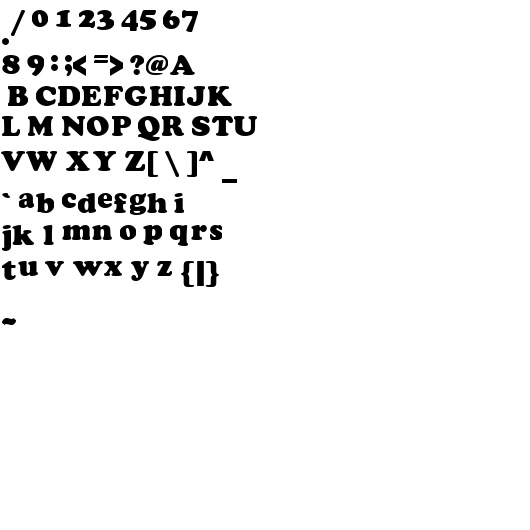 ./ 0 1 23 45 67
8 9 : ;< => ?@A
B CDEFGHIJK
L M NOP QR STU
VW XY Z[ \ ]^ _
` ab cdefgh i
jk l mn o p qrs
tu v wx y z {|}
~